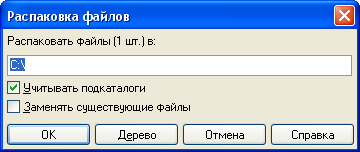 Распаковка файлов
Распаковать файлы (1 шт.) в:
C:\
Учитывать подкаталоги
Заменять существующие файлы
OK Дерево Отмена Справка